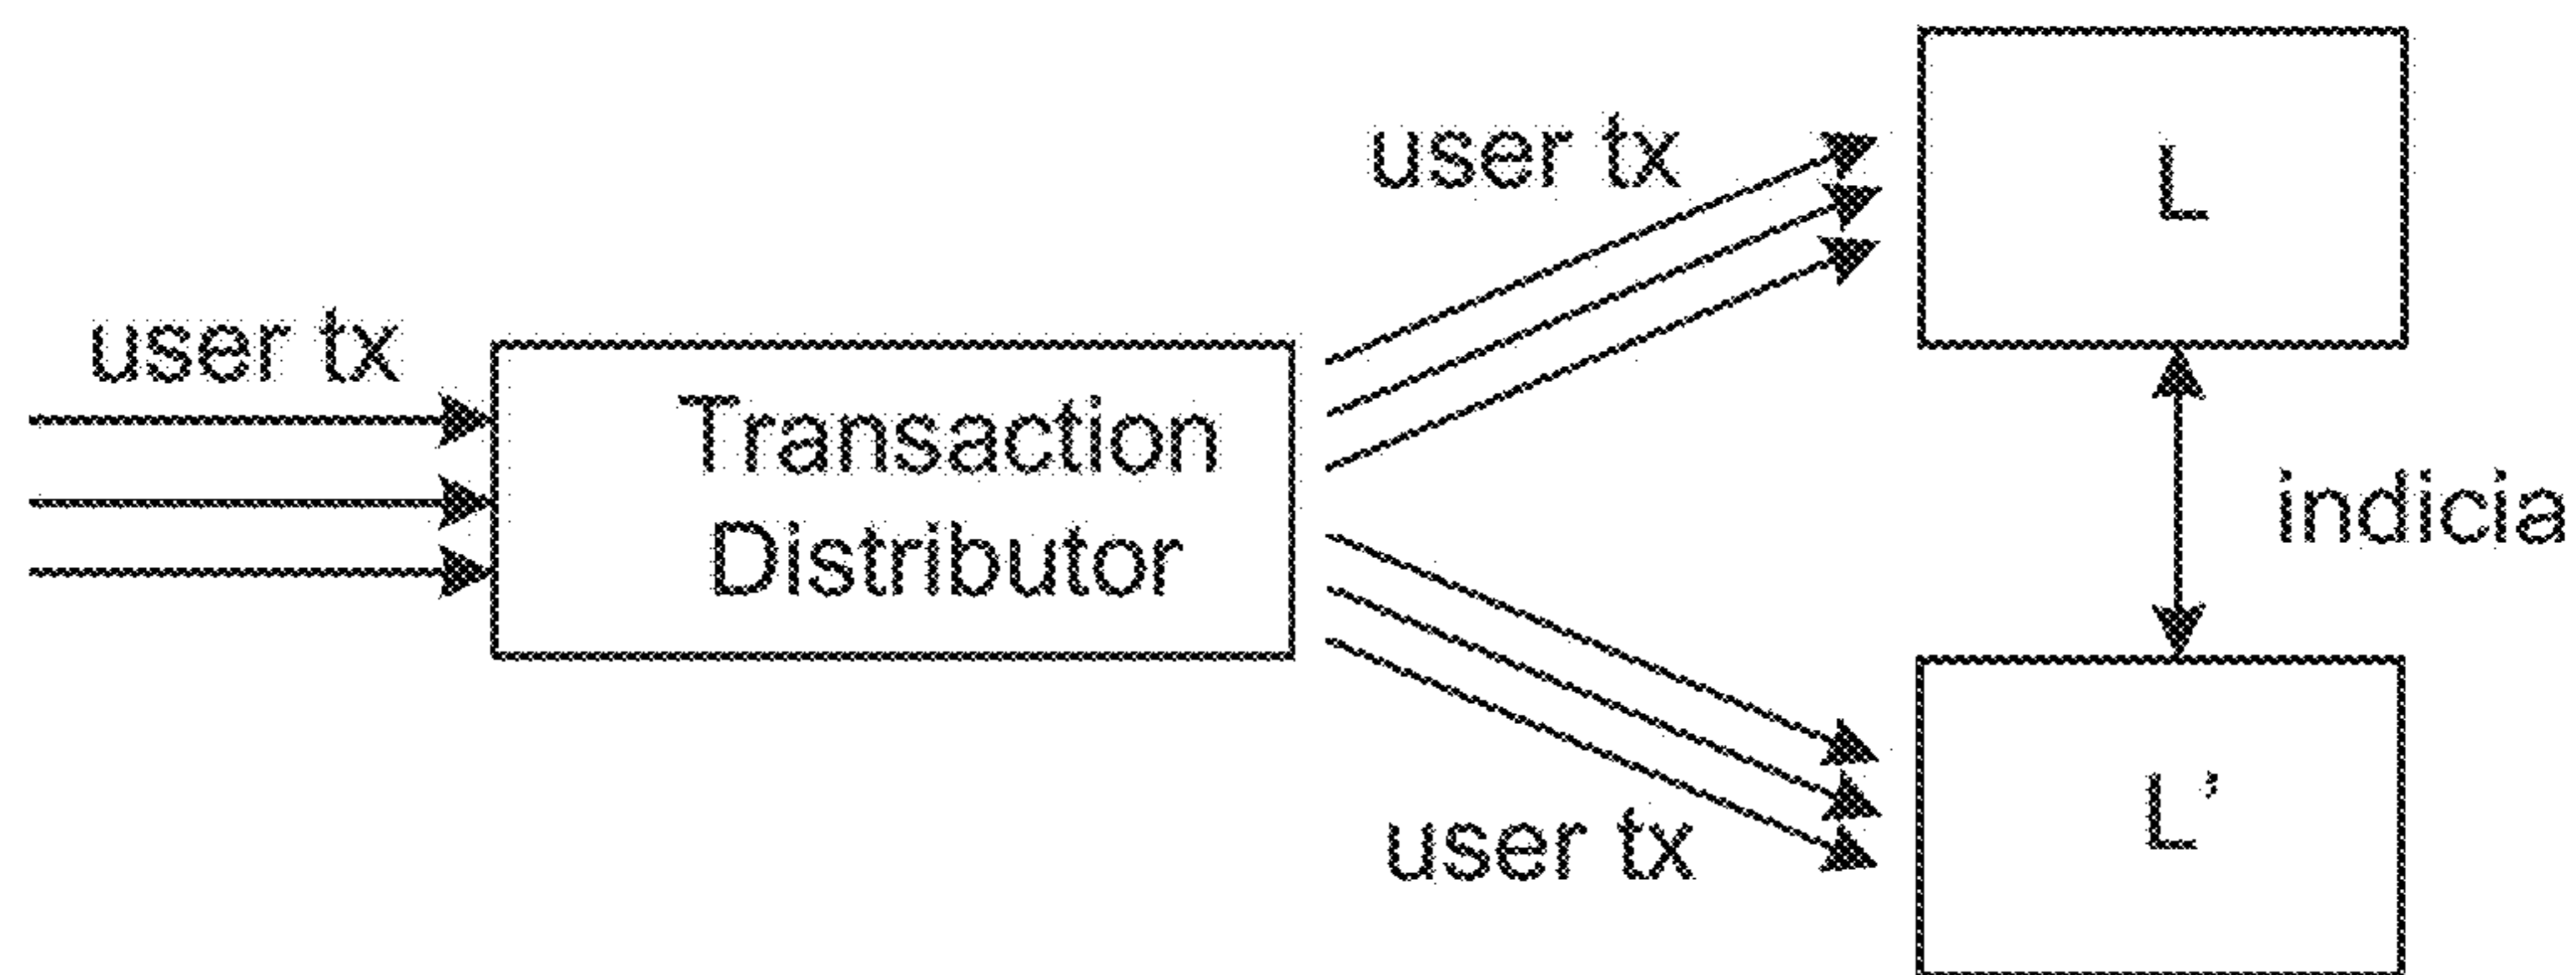 user tx
Transaction
Distributor
user tx
L
indicia
user tx
L'